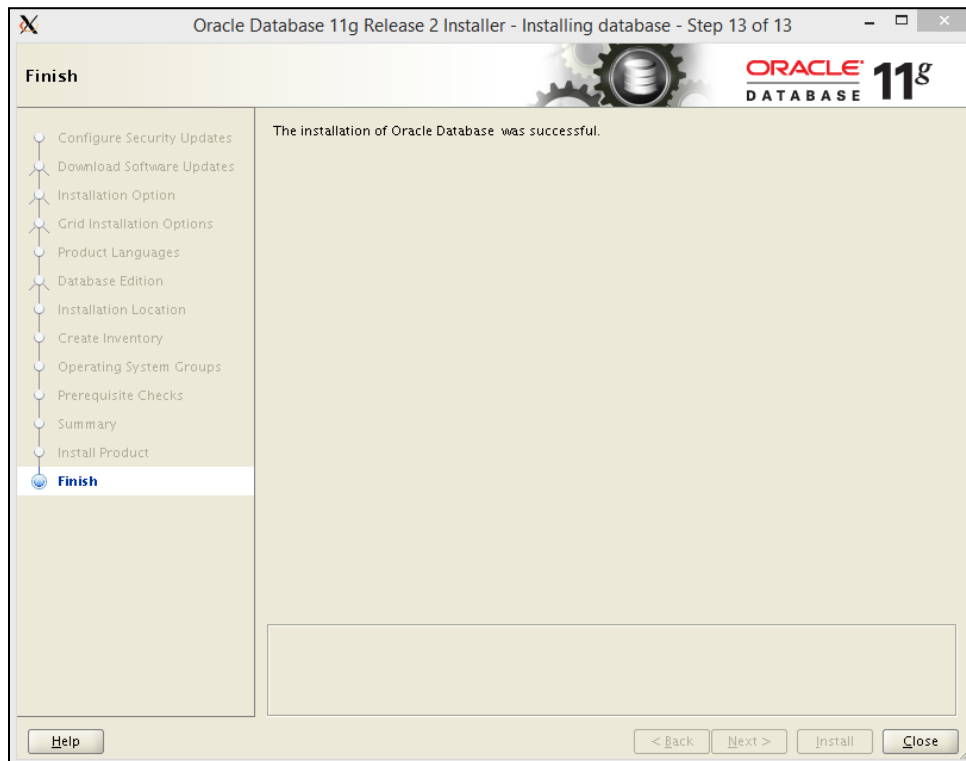 Oracle Database 11g Release 2 Installer - Installing database - Step 13 of 13
Finish
ORACLE
DATABASE
11g
Configure Security Updates
Download Software Updates
Installation Option
Grid Installation Options
Product Languages
Database Edition
Installation Location
Create Inventory
Operating System Groups
Prerequisite Checks
Summary
Install Product
Finish
The installation of Oracle Database was successful.
Help
< Back
Next >
Install
Close